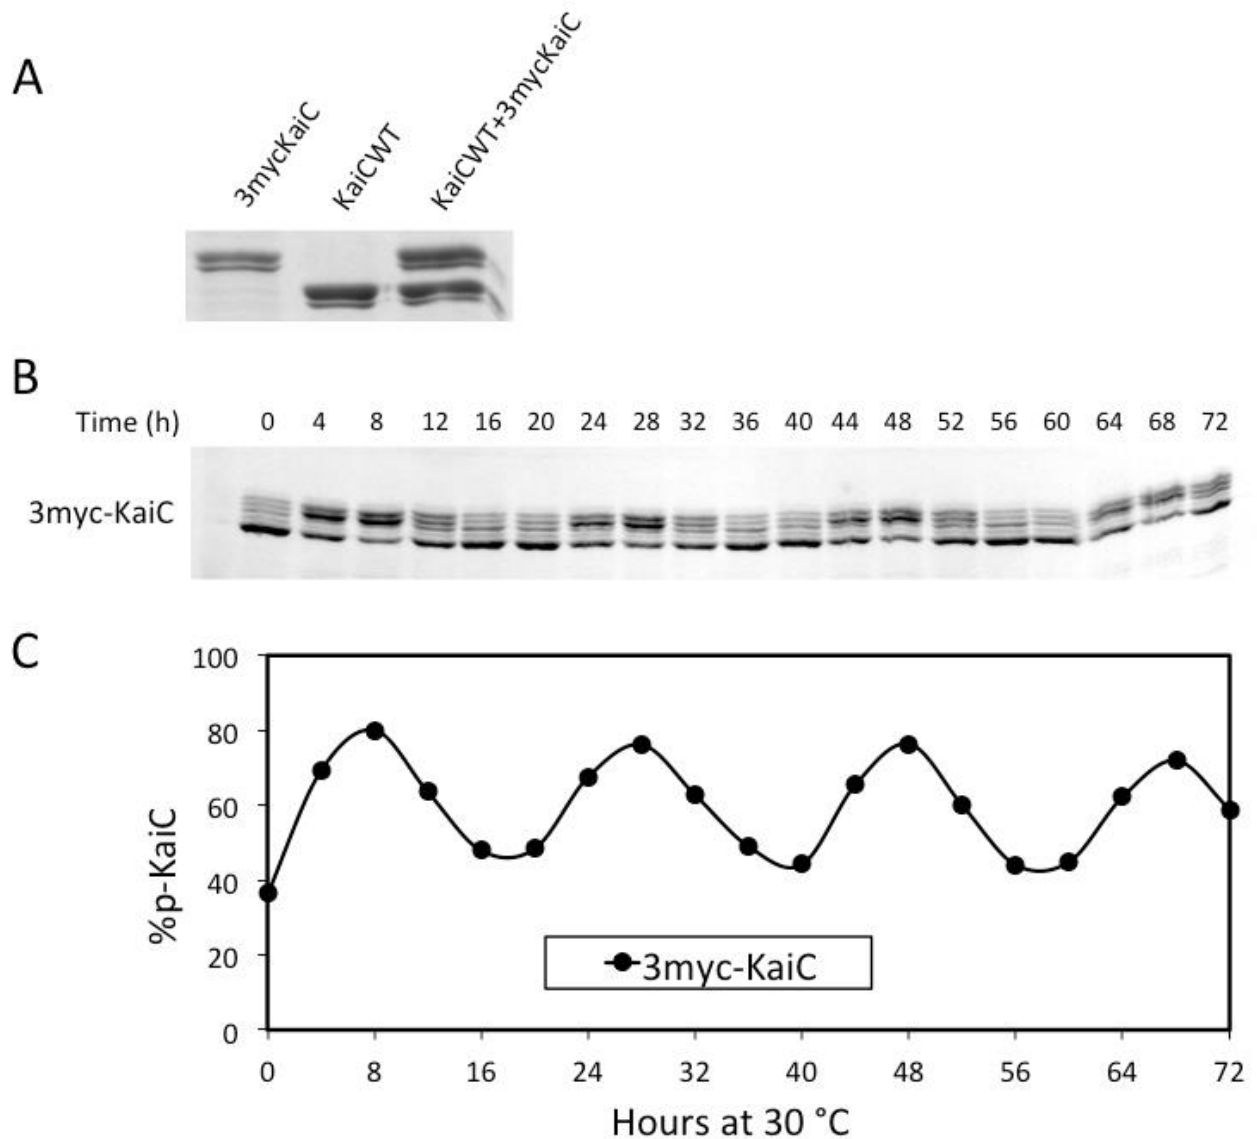 A
3mycKaiC
KaiCWT
KaiCWT+3mycKaiC
B
Time (h) 0 4 8 12 16 20 24 28 32 36 40 44 48 52 56 60 64 68 72
3myc-KaiC
C
100
80
60
40
20
0
%p-KaiC
3myc-KaiC
0 8 16 24 32 40 48 56 64 72
Hours at 30 °C